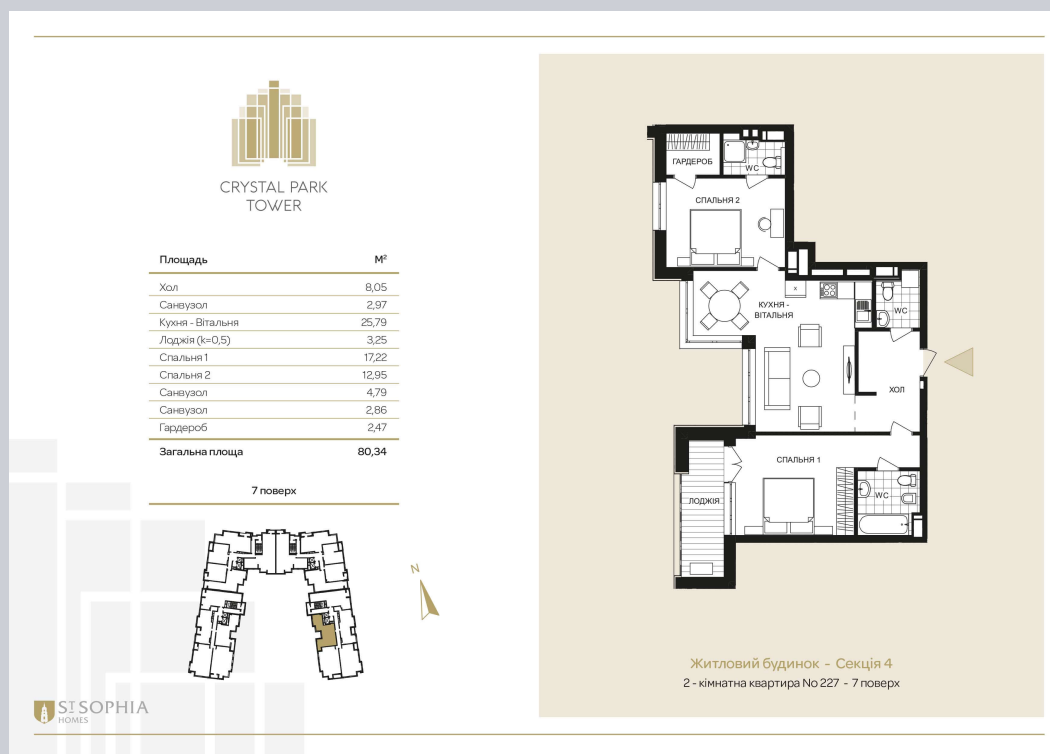 CRYSTAL PARK
TOWER
Площадь М²
Хол 8,05
Санвузол 2,97
Кухня - Вітальня 25,79
Лоджія (k=0,5) 3,25
Спальня 1 17,22
Спальня 2 12,95
Санвузол 4,79
Санвузол 2,86
Гардероб 2,47
Загальна площа 80,34
7 поверх
N
ST SOPHIA
HOMES
ГАРДЕРОБ
WC
СПАЛЬНЯ 2
КУХНЯ -
ВІТАЛЬНЯ
x
WC
ХОЛ
СПАЛЬНЯ 1
ЛОДЖІЯ
WC
Житловий будинок - Секція 4
2 - кімнатна квартира No 227 - 7 поверх